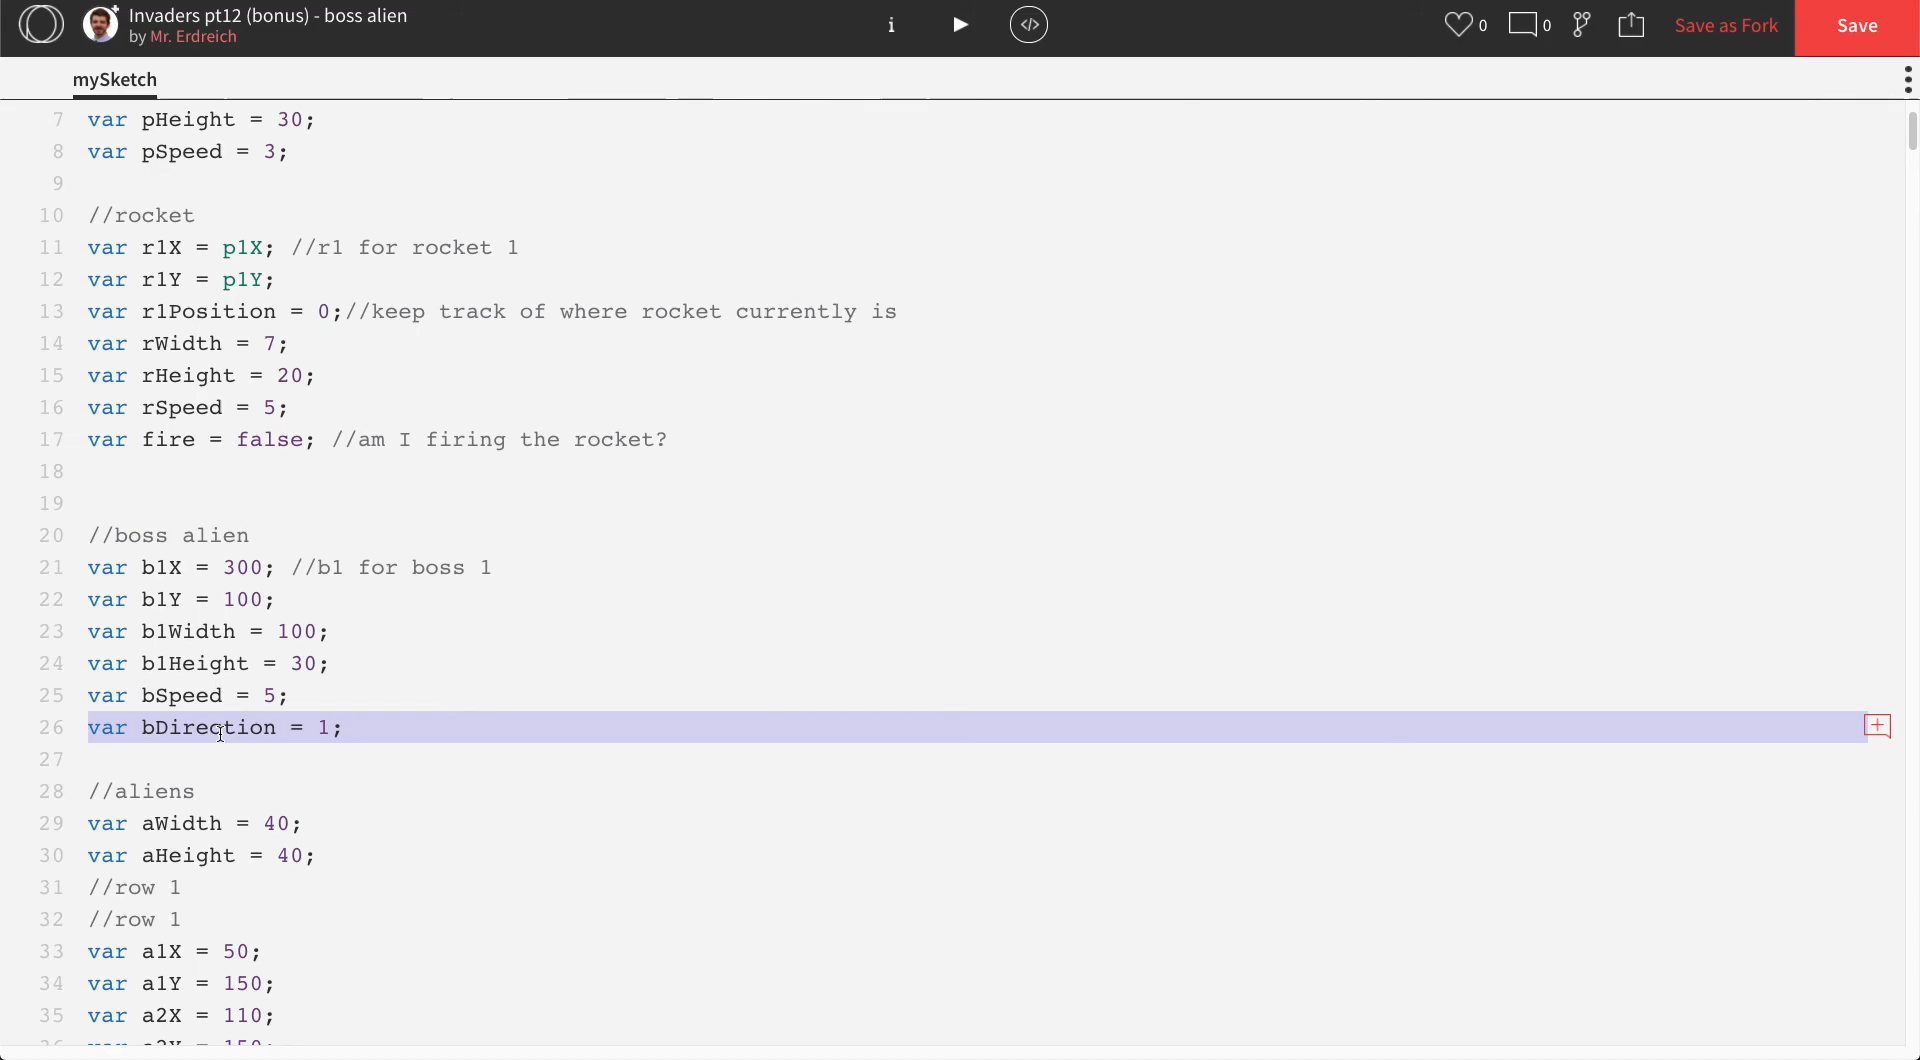 Invaders pt12 (bonus) - boss alien
by Mr. Erdreich
i
</>
0
0
Save as Fork
Save
mySketch
7 var pHeight = 30;
8 var pSpeed = 3;
9
10 //rocket
11 var r1X = p1X; //r1 for rocket 1
12 var r1Y = p1Y;
13 var r1Position = 0;//keep track of where rocket currently is
14 var rWidth = 7;
15 var rHeight = 20;
16 var rSpeed = 5;
17 var fire = false; //am I firing the rocket?
18
19
20 //boss alien
21 var b1X = 300; //b1 for boss 1
22 var b1Y = 100;
23 var b1Width = 100;
24 var b1Height = 30;
25 var bSpeed = 5;
26 var bDirection = 1;
27
28 //aliens
29 var aWidth = 40;
30 var aHeight = 40;
31 //row 1
32 //row 1
33 var a1X = 50;
34 var a1Y = 150;
35 var a2X = 110;